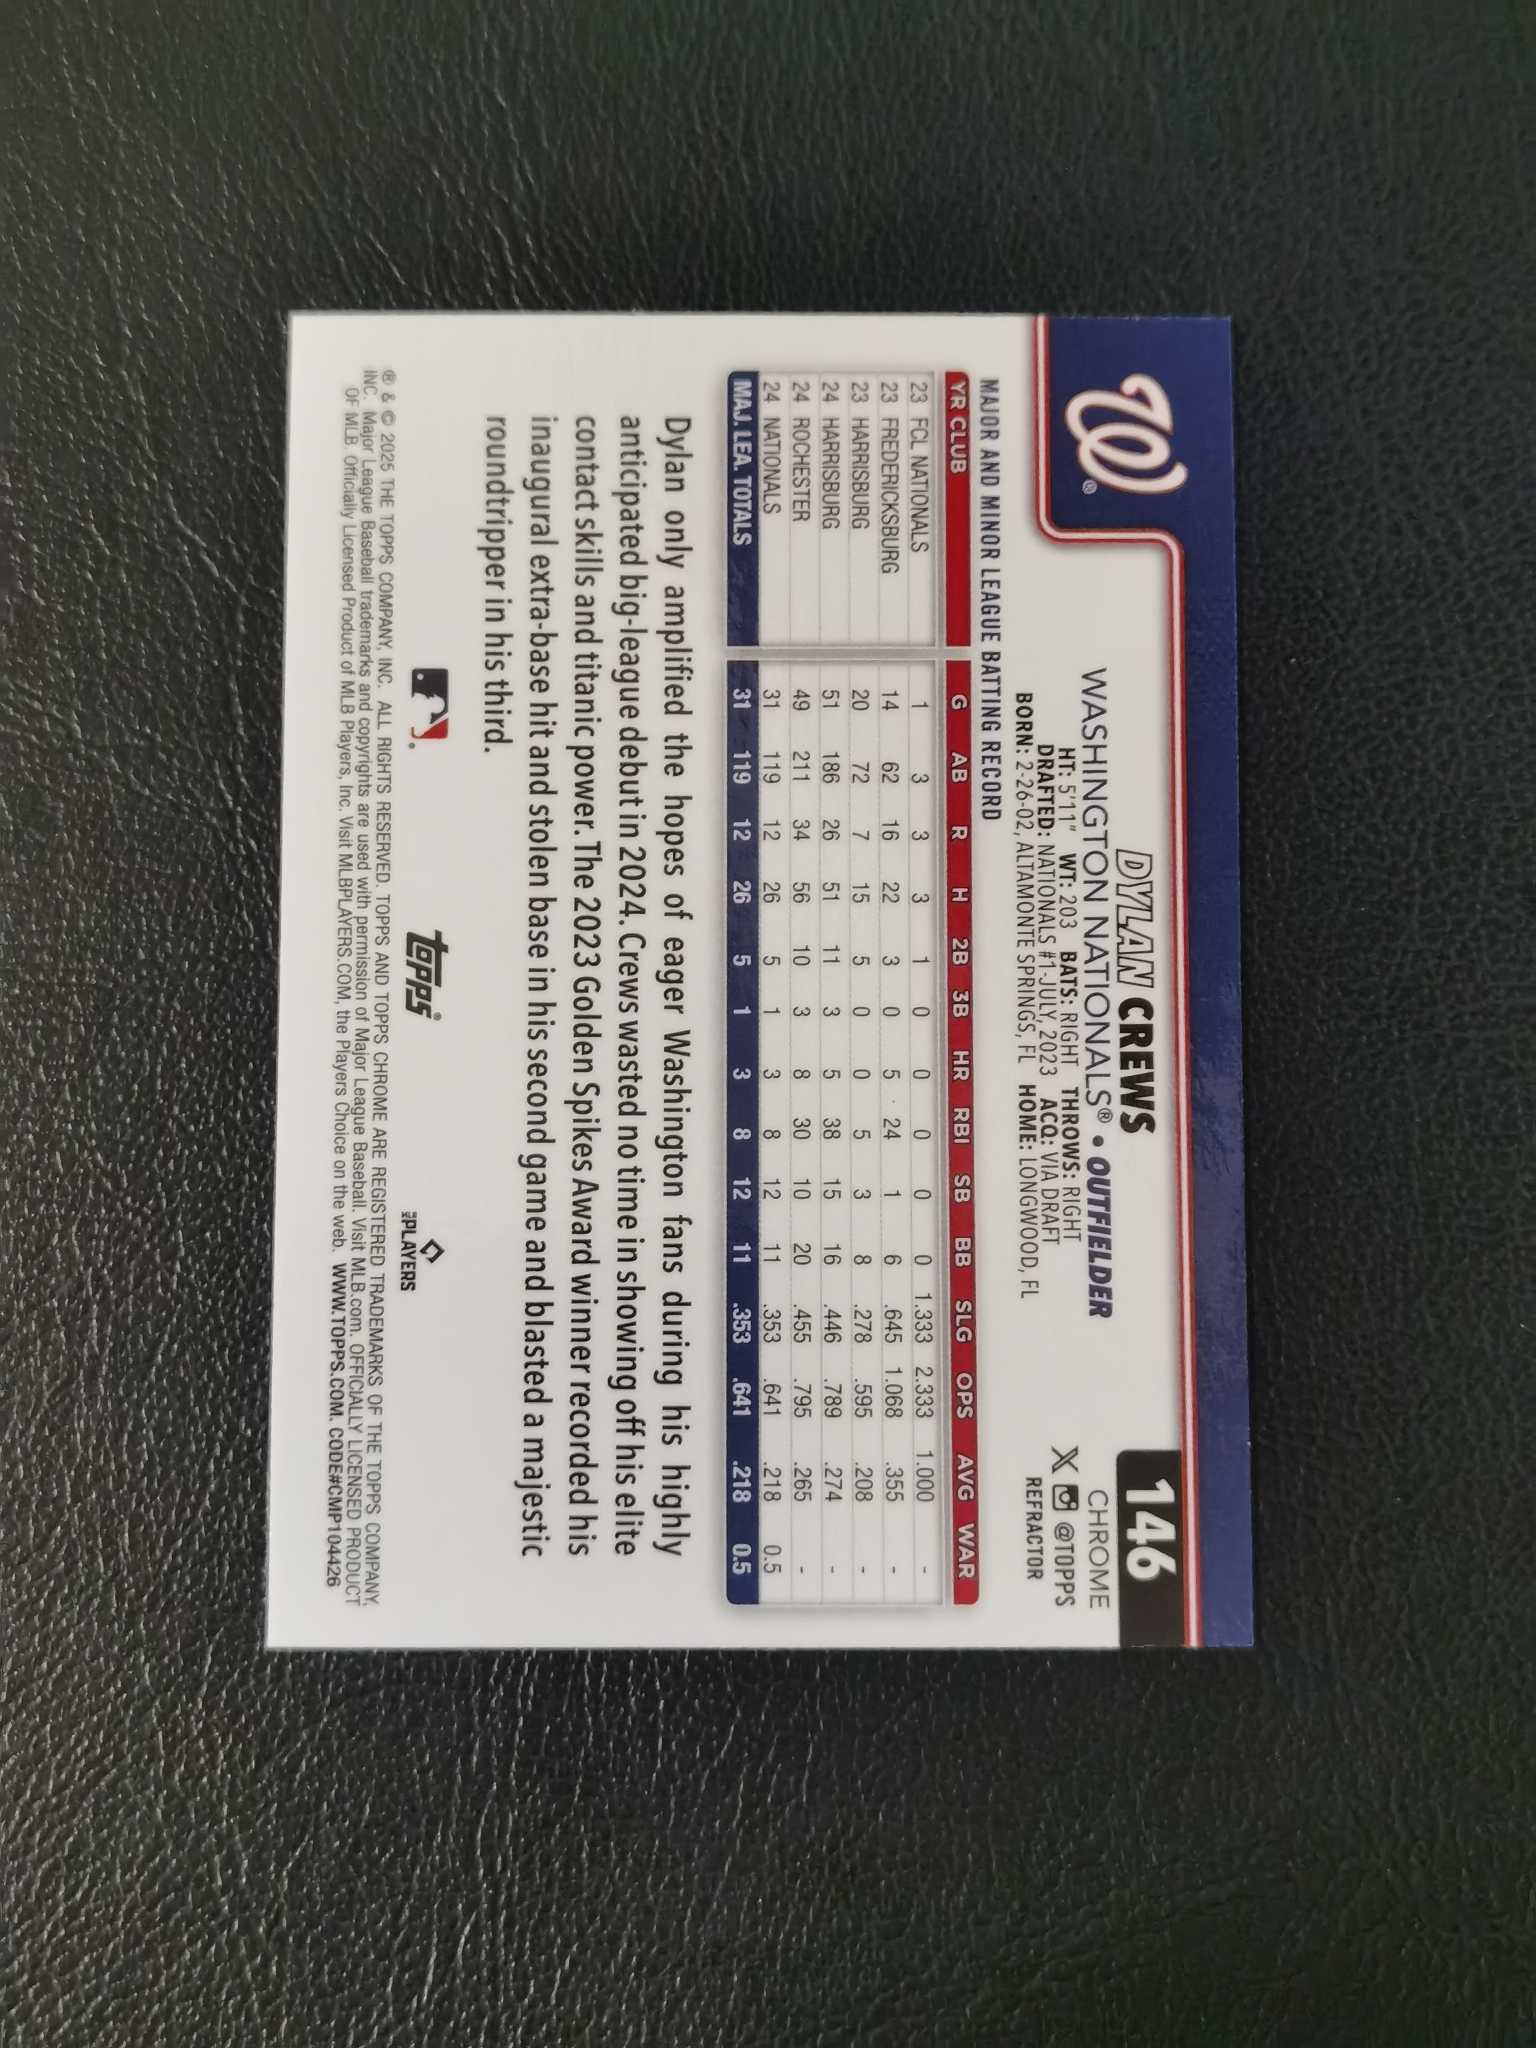 W®
146
DYLAN CREWS
WASHINGTON NATIONALS® • OUTFIELDER
CHROME
HT: 5'11" WT: 203 BATS: RIGHT THROWS: RIGHT
@TOPPS
DRAFTED: NATIONALS #1-JULY, 2023 ACQ: VIA DRAFT
REFRACTOR
BORN: 2-26-02, ALTAMONTE SPRINGS, FL HOME: LONGWOOD, FL
MAJOR AND MINOR LEAGUE BATTING RECORD
YR CLUB G AB R H 2B 3B HR RBI SB BB SLG OPS AVG WAR
23 FCL NATIONALS 1 3 3 3 1 0 0 0 0 0 1.333 2.333 1.000 -
23 FREDERICKSBURG 14 62 16 22 3 0 5 24 1 6 .645 1.068 .355 -
23 HARRISBURG 20 72 7 15 5 0 0 5 3 8 .278 .595 .208 -
24 HARRISBURG 51 186 26 51 11 3 5 38 15 16 .446 .789 .274 -
24 ROCHESTER 49 211 34 56 10 3 8 30 10 20 .455 .795 .265 -
24 NATIONALS 31 119 12 26 5 1 3 8 12 11 .353 .641 .218 0.5
MAJ. LEA. TOTALS 31 119 12 26 5 1 3 8 12 11 .353 .641 .218 0.5
Dylan only amplified the hopes of eager Washington fans during his highly
anticipated big-league debut in 2024. Crews wasted no time in showing off his elite
contact skills and titanic power. The 2023 Golden Spikes Award winner recorded his
inaugural extra-base hit and stolen base in his second game and blasted a majestic
roundtripper in his third.
topps®
PLAYERS
® & © 2025 THE TOPPS COMPANY, INC. ALL RIGHTS RESERVED. TOPPS AND TOPPS CHROME ARE REGISTERED TRADEMARKS OF THE TOPPS COMPANY,
INC. Major League Baseball trademarks and copyrights are used with permission of Major League Baseball. Visit MLB.com. OFFICIALLY LICENSED PRODUCT
OF MLB Officially Licensed Product of MLB Players, Inc. Visit MLBPLAYERS.COM, the Players Choice on the web. WWW.TOPPS.COM. CODE#CMP104426